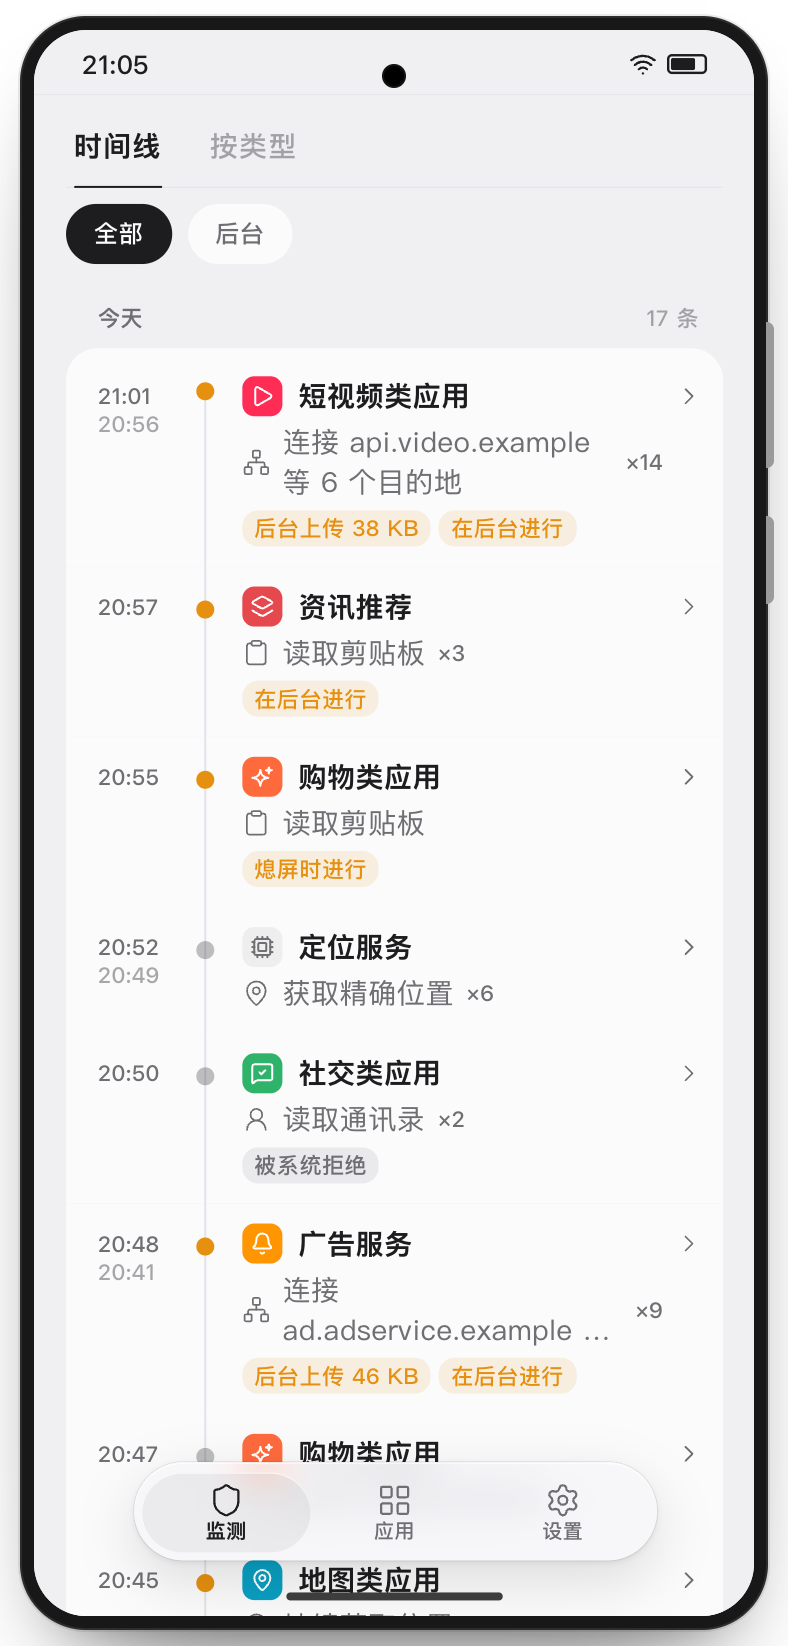 21:05
时间线 按类型
全部 后台
今天 17 条
21:01 短视频类应用
20:56
连接 api.video.example
等 6 个目的地 ×14
后台上传 38 KB 在后台进行
20:57 资讯推荐
读取剪贴板 ×3
在后台进行
20:55 购物类应用
读取剪贴板
熄屏时进行
20:52 定位服务
20:49
获取精确位置 ×6
20:50 社交类应用
读取通讯录 ×2
被系统拒绝
20:48 广告服务
20:41
连接
ad.adservice.example … ×9
后台上传 46 KB 在后台进行
20:47 购物类应用
监测 应用 设置
20:45 地图类应用